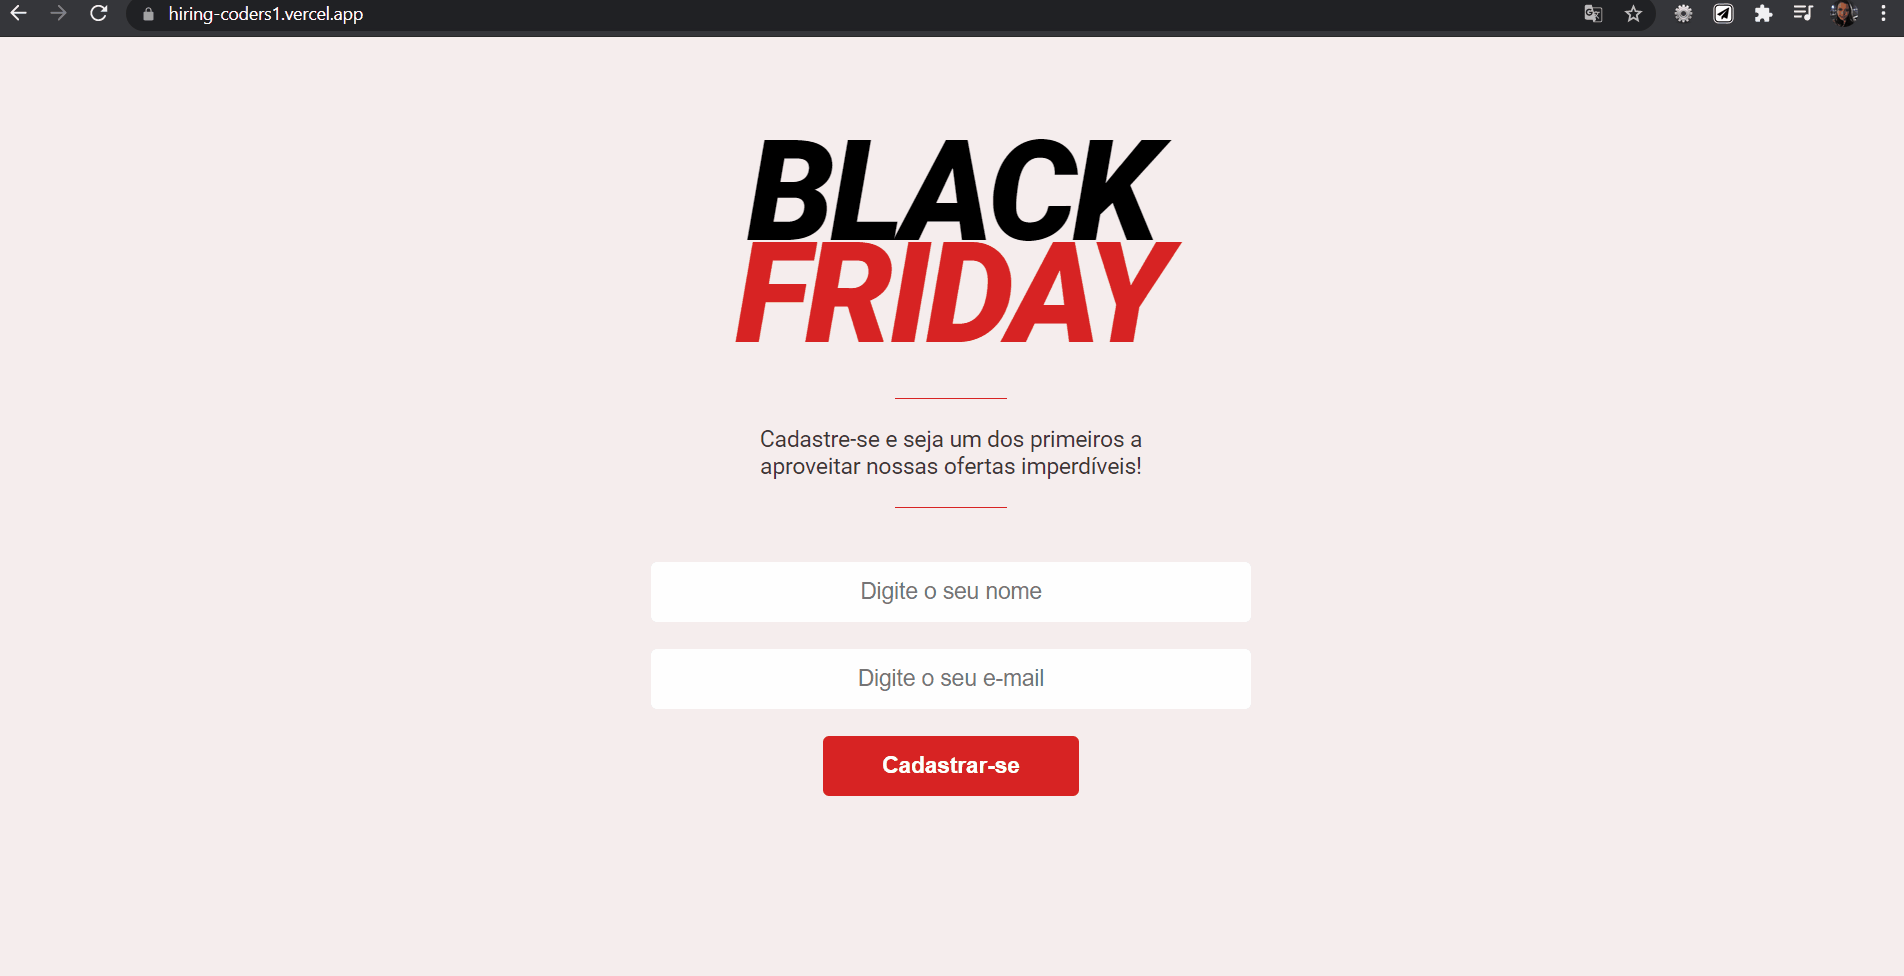 hiring-coders1.vercel.app
BLACK
FRIDAY
Cadastre-se e seja um dos primeiros a
aproveitar nossas ofertas imperdíveis!
Digite o seu nome
Digite o seu e-mail
Cadastrar-se